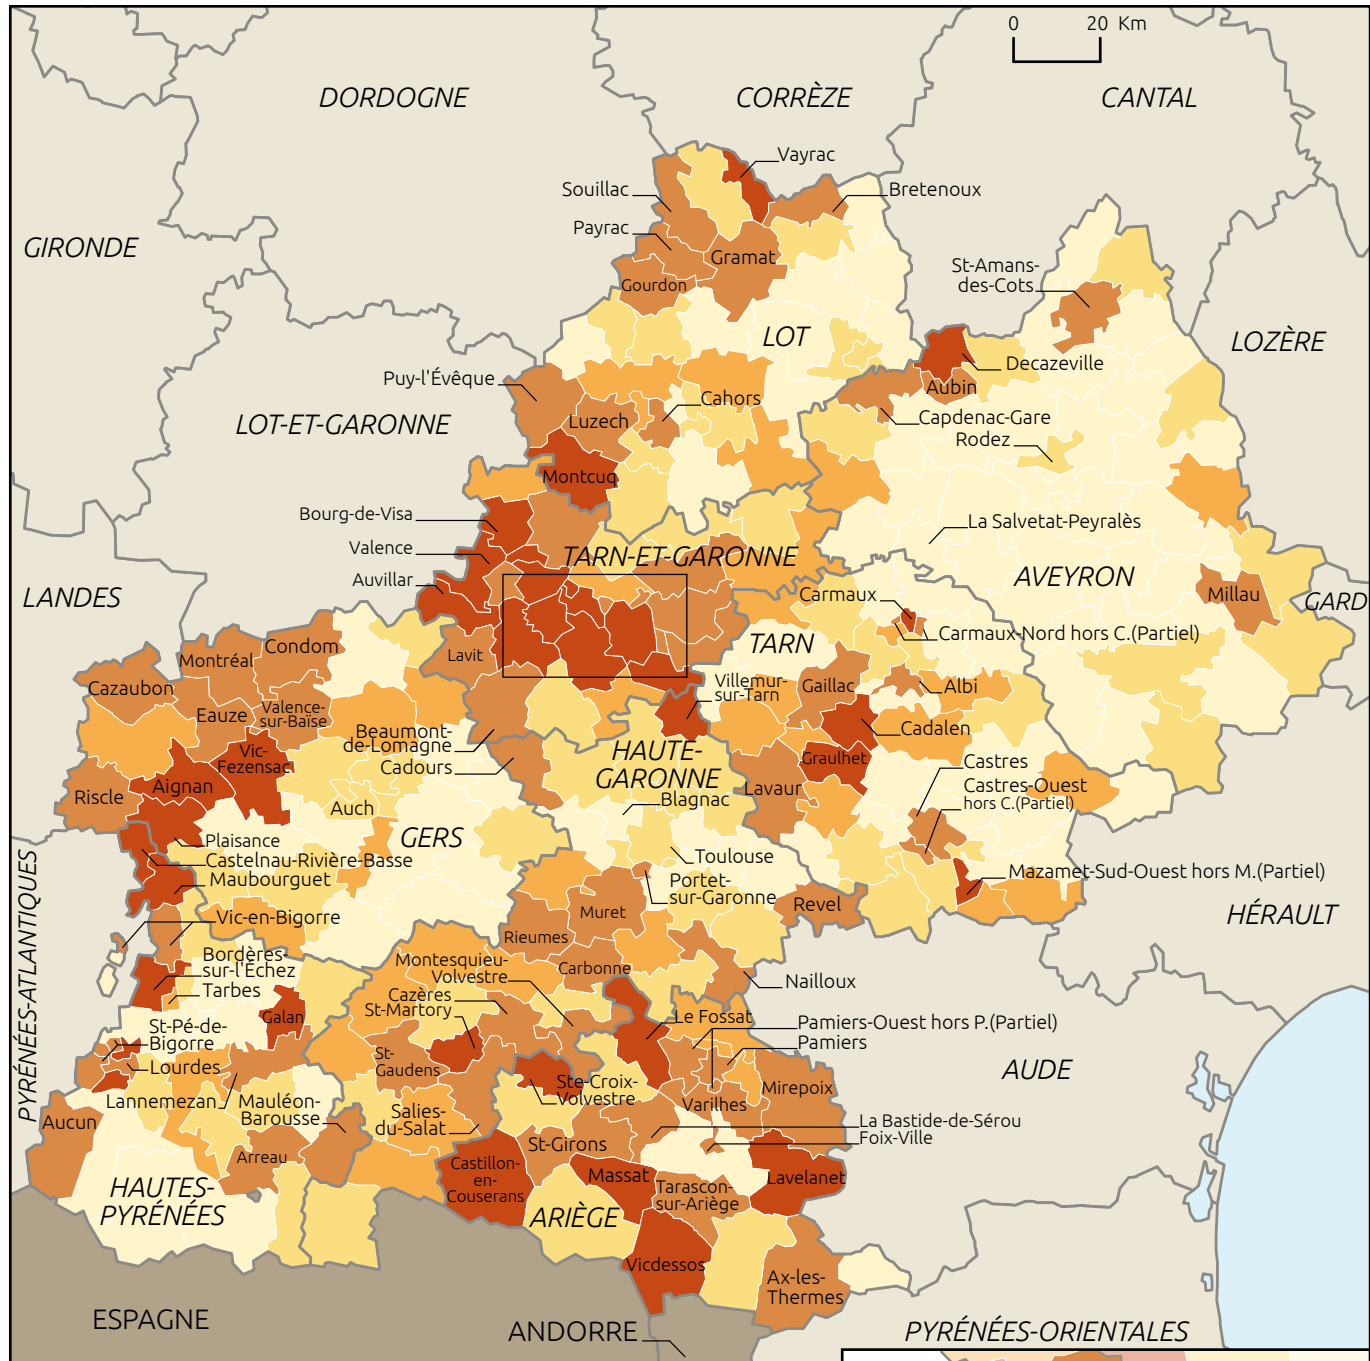 0 20 Km
DORDOGNE
CORRÈZE
CANTAL
Vayrac
Souillac
Bretenoux
Payrac
GIRONDE
Gramat
St-Amans-
des-Cots
Gourdon
LOT
LOZÈRE
Decazeville
Puy-l'Évêque
Aubin
Cahors
LOT-ET-GARONNE
Luzech
Capdenac-Gare
Rodez
Montcuq
Bourg-de-Visa
La Salvetat-Peyralès
Valence
TARN-ET-GARONNE
Auvillar
AVEYRON
LANDES
Carmaux
Millau
GARD
Carmaux-Nord hors C.(Partiel)
TARN
Condom
Montréal
Lavit
Cazaubon
Villemur-
sur-Tarn
Gaillac
Albi
Eauze
Valence-
sur-Baïse
Beaumont-
de-Lomagne
Cadalen
Vic-
Fezensac
HAUTE-
GARONNE
Graulhet
Castres
Cadours
Aignan
Castres-Ouest
hors C.(Partiel)
Riscle
Lavaur
Auch
Blagnac
GERS
Plaisance
Castelnau-Rivière-Basse
Toulouse
Maubourguet
Portet-
sur-Garonne
Mazamet-Sud-Ouest hors M.(Partiel)
PYRÉNÉES-ATLANTIQUES
Muret
Revel
Vic-en-Bigorre
HÉRAULT
Rieumes
Bordères-
sur-l'Échez
Montesquieu-
Volvestre
Carbonne
Nailloux
Tarbes
Cazères
St-Martory
Galan
Le Fossat
Pamiers-Ouest hors P.(Partiel)
St-Pé-de-
Bigorre
Pamiers
Lourdes
St-
Gaudens
AUDE
Ste-Croix-
Volvestre
Mirepoix
Lannemezan
Mauléon-
Barousse
Varilhes
Salies-
du-Salat
Aucun
La Bastide-de-Sérou
Foix-Ville
St-Girons
Arreau
Castillon-
en-
Couserans
Massat
Lavelanet
HAUTES-
PYRÉNÉES
Tarascon-
sur-Ariège
ARIÈGE
Vicdessos
Ax-les-
Thermes
ESPAGNE
ANDORRE
PYRÉNÉES-ORIENTALES